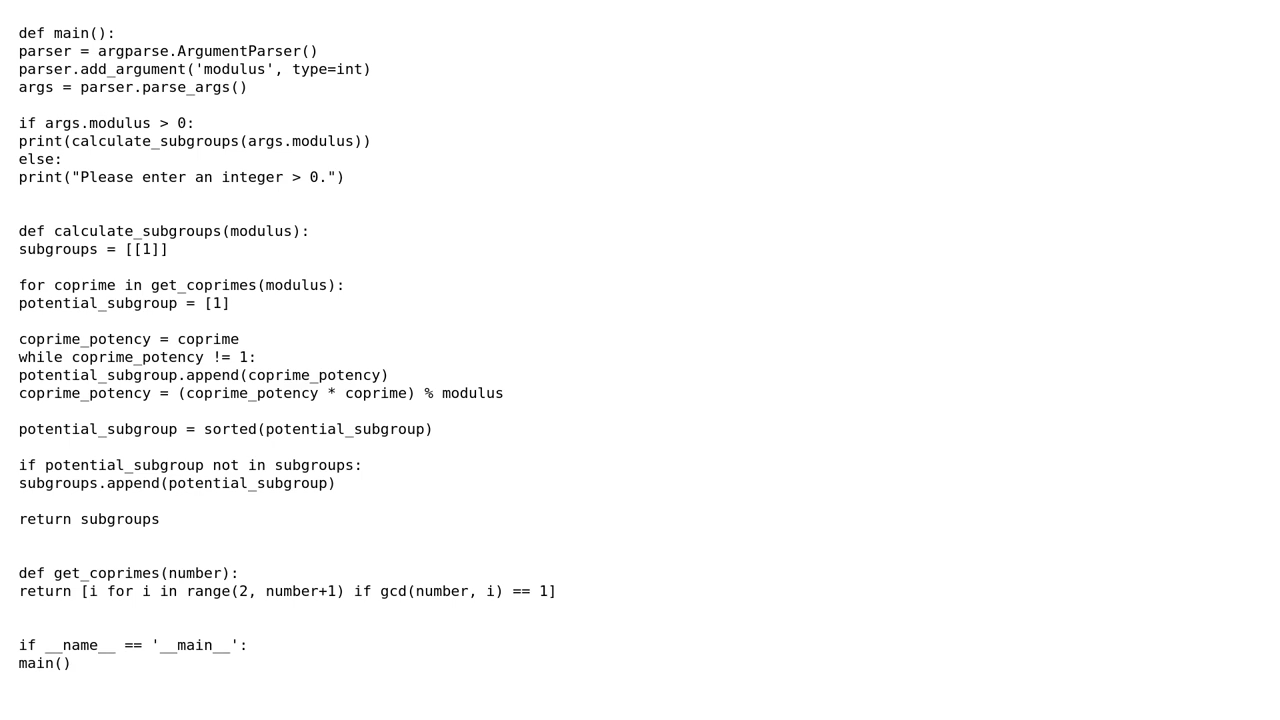 def main():
parser = argparse.ArgumentParser()
parser.add_argument('modulus', type=int)
args = parser.parse_args()

if args.modulus > 0:
print(calculate_subgroups(args.modulus))
else:
print("Please enter an integer > 0.")


def calculate_subgroups(modulus):
subgroups = [[1]]

for coprime in get_coprimes(modulus):
potential_subgroup = [1]

coprime_potency = coprime
while coprime_potency != 1:
potential_subgroup.append(coprime_potency)
coprime_potency = (coprime_potency * coprime) % modulus

potential_subgroup = sorted(potential_subgroup)

if potential_subgroup not in subgroups:
subgroups.append(potential_subgroup)

return subgroups


def get_coprimes(number):
return [i for i in range(2, number+1) if gcd(number, i) == 1]


if __name__ == '__main__':
main()